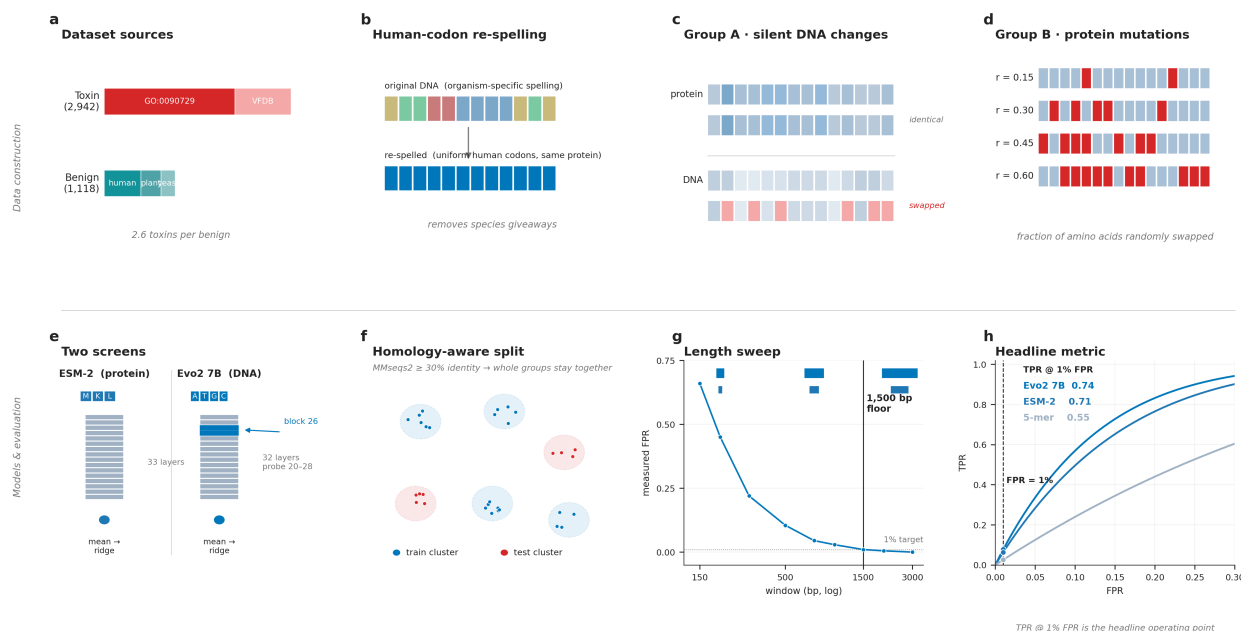 a
Dataset sources
Toxin
(2,942)
GO:0090729
VFDB
Benign
(1,118)
human
plant
yeas
2.6 toxins per benign
Data construction
b
Human-codon re-spelling
original DNA (organism-specific spelling)
re-spelled (uniform human codons, same protein)
removes species giveaways
c
Group A · silent DNA changes
protein
identical
DNA
swapped
d
Group B · protein mutations
r = 0.15
r = 0.30
r = 0.45
r = 0.60
fraction of amino acids randomly swapped
Models & evaluation
e
Two screens
ESM-2 (protein)
Evo2 7B (DNA)
M K L
A T G C
block 26
33 layers
32 layers
probe 20–28
mean →
ridge
mean →
ridge
f
Homology-aware split
MMseqs2 ≥ 30% identity → whole groups stay together
train cluster
test cluster
g
Length sweep
0.75
0.50
0.25
0.00
measured FPR
1,500 bp
floor
1% target
150
500
1500
3000
window (bp, log)
h
Headline metric
1.0
0.8
0.6
0.4
0.2
0.0
TPR
TPR @ 1% FPR
Evo2 7B 0.74
ESM-2 0.71
5-mer 0.55
FPR = 1%
0.00
0.05
0.10
0.15
0.20
0.25
0.30
FPR
TPR @ 1% FPR is the headline operating point